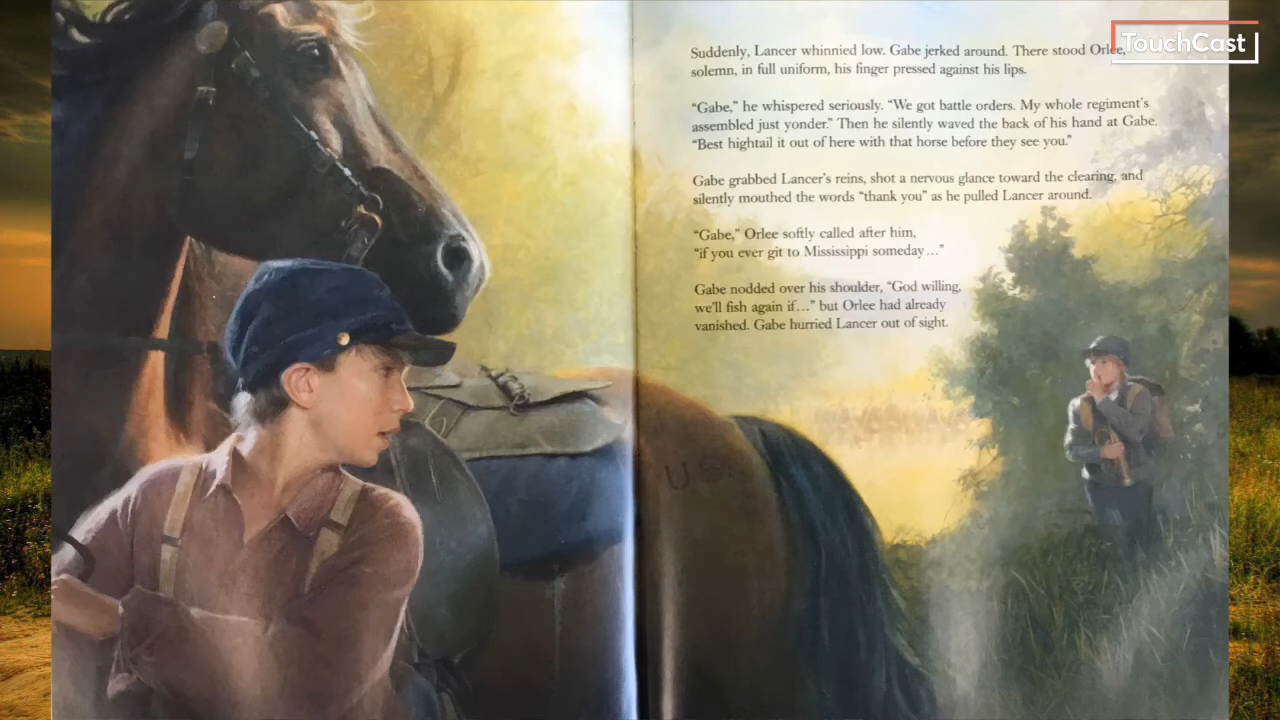 Suddenly, Lancer whinnied low. Gabe jerked around. There stood Orlee,
solemn, in full uniform, his finger pressed against his lips.
“Gabe,” he whispered seriously. “We got battle orders. My whole regiment’s
assembled just yonder.” Then he silently waved the back of his hand at Gabe.
“Best hightail it out of here with that horse before they see you.”
Gabe grabbed Lancer’s reins, shot a nervous glance toward the clearing, and
silently mouthed the words “thank you” as he pulled Lancer around.
“Gabe,” Orlee softly called after him,
“if you ever git to Mississippi someday…”
Gabe nodded over his shoulder, “God willing,
we’ll fish again if…” but Orlee had already
vanished. Gabe hurried Lancer out of sight.
TouchCast
U.S.